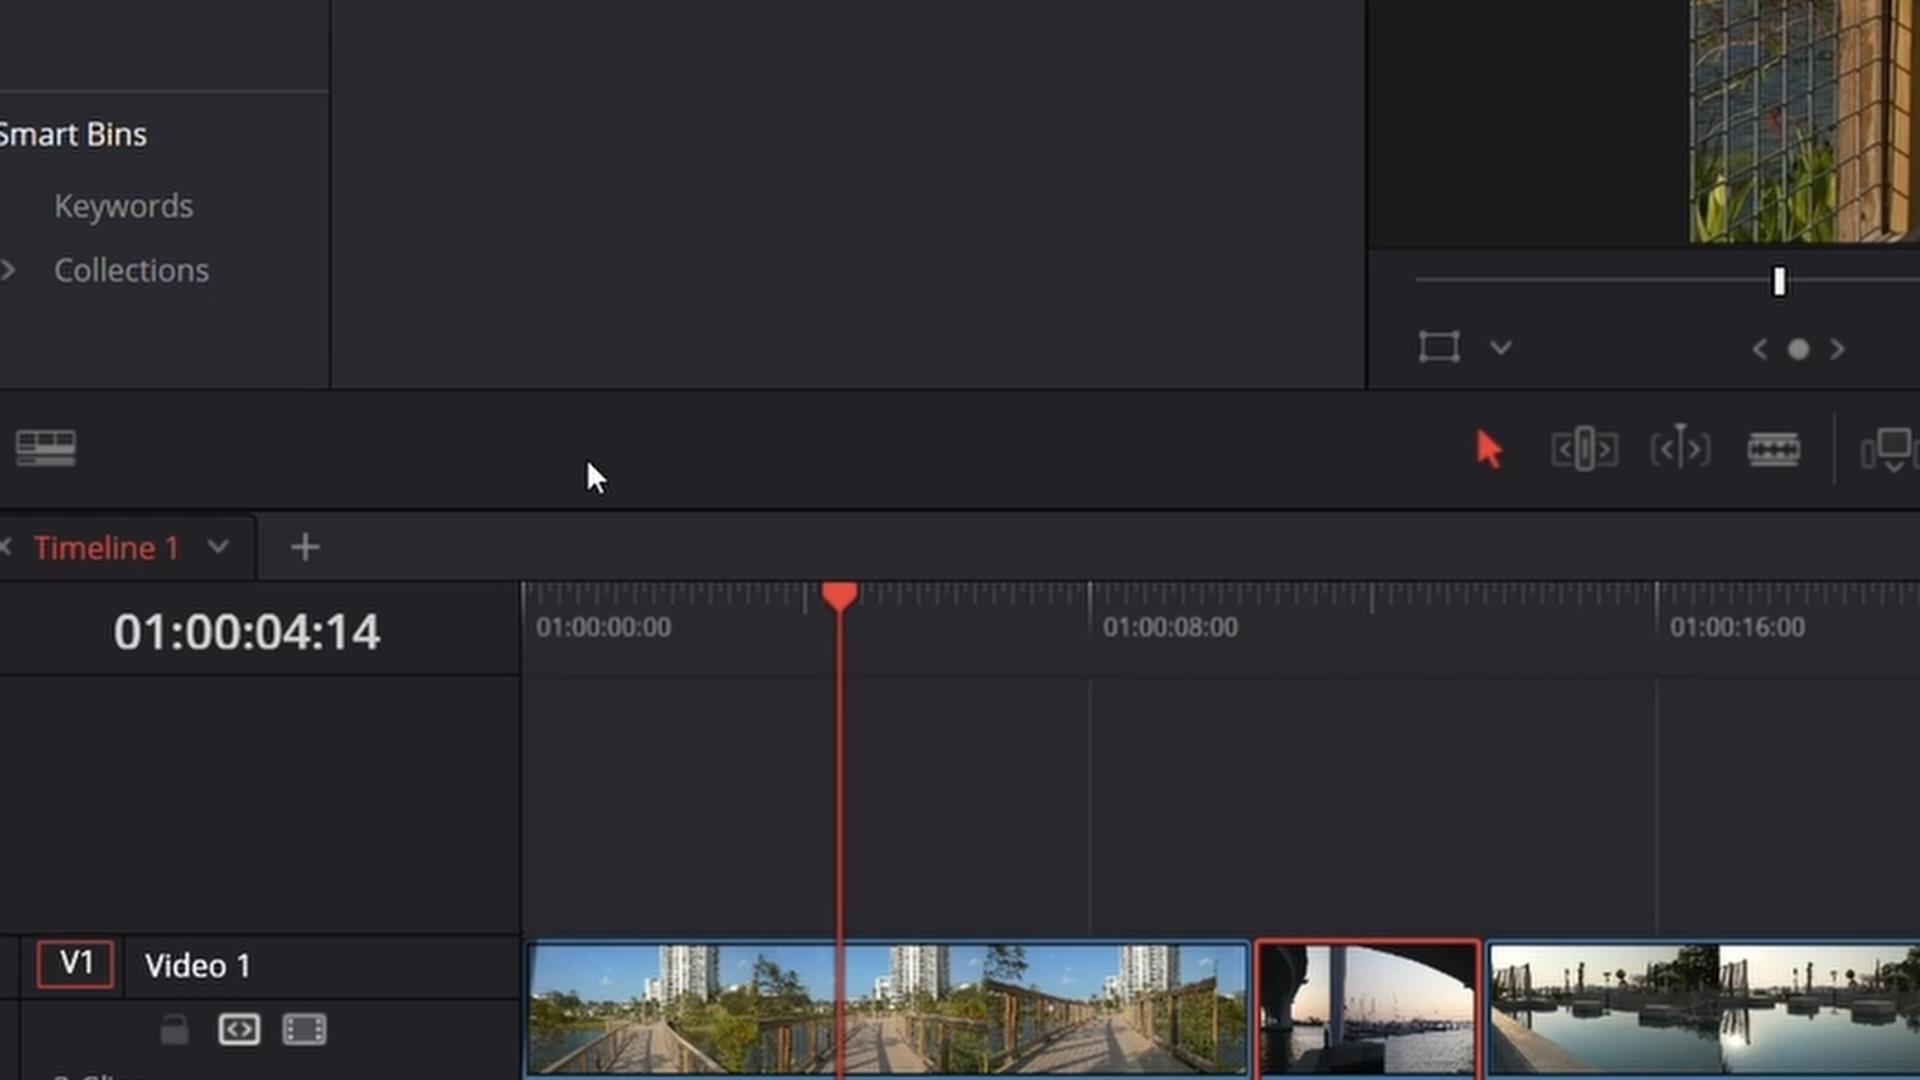 Smart Bins
Keywords
Collections
Timeline 1
01:00:04:14
01:00:00:00
01:00:08:00
01:00:16:00
V1
Video 1